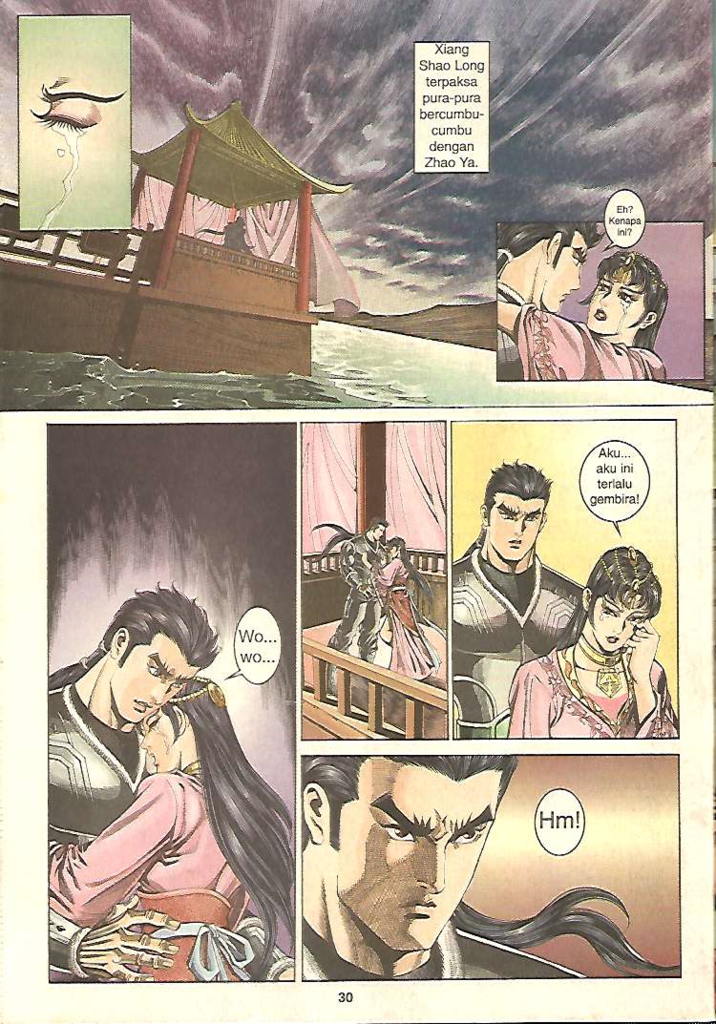 Xiang
Shao Long
terpaksa
pura-pura
bercumbu-
cumbu
dengan
Zhao Ya.
Eh?
Kenapa
ini?
Wo...
wo...
Aku...
aku ini
terlalu
gembira!
Hm!
30